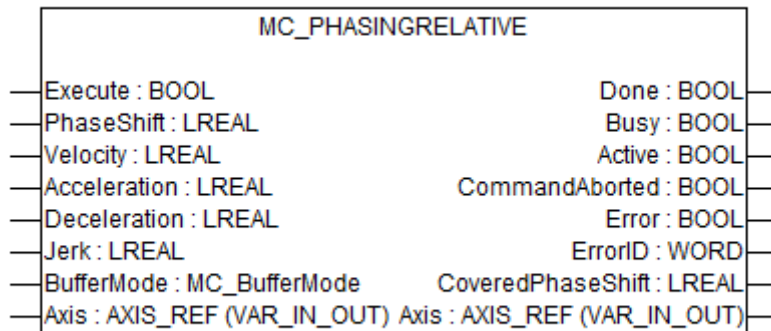 MC_PHASINGRELATIVE
Execute : BOOL Done : BOOL
PhaseShift : LREAL Busy : BOOL
Velocity : LREAL Active : BOOL
Acceleration : LREAL CommandAborted : BOOL
Deceleration : LREAL Error : BOOL
Jerk : LREAL ErrorID : WORD
BufferMode : MC_BufferMode CoveredPhaseShift : LREAL
Axis : AXIS_REF (VAR_IN_OUT) Axis : AXIS_REF (VAR_IN_OUT)